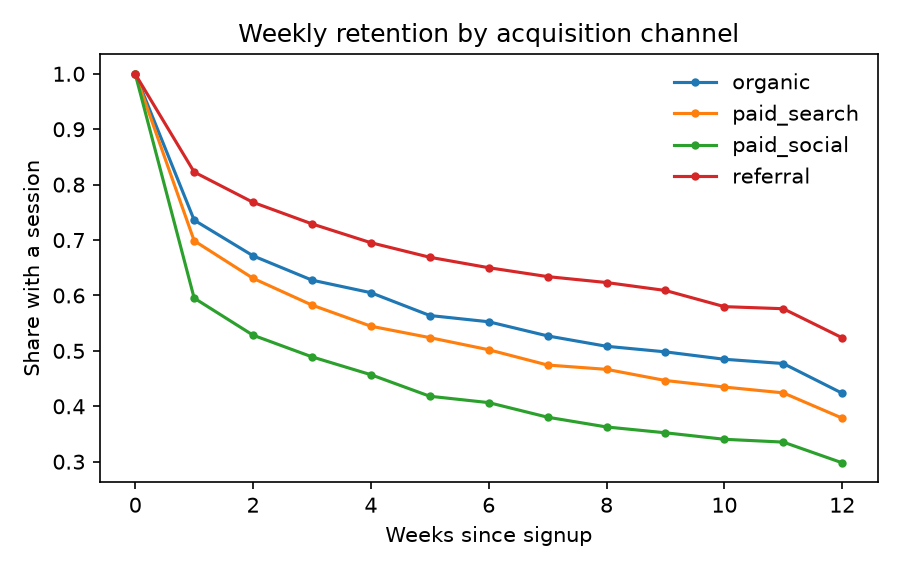 Weekly retention by acquisition channel
organic
paid_search
paid_social
referral
Share with a session
1.0
0.9
0.8
0.7
0.6
0.5
0.4
0.3
0 2 4 6 8 10 12
Weeks since signup